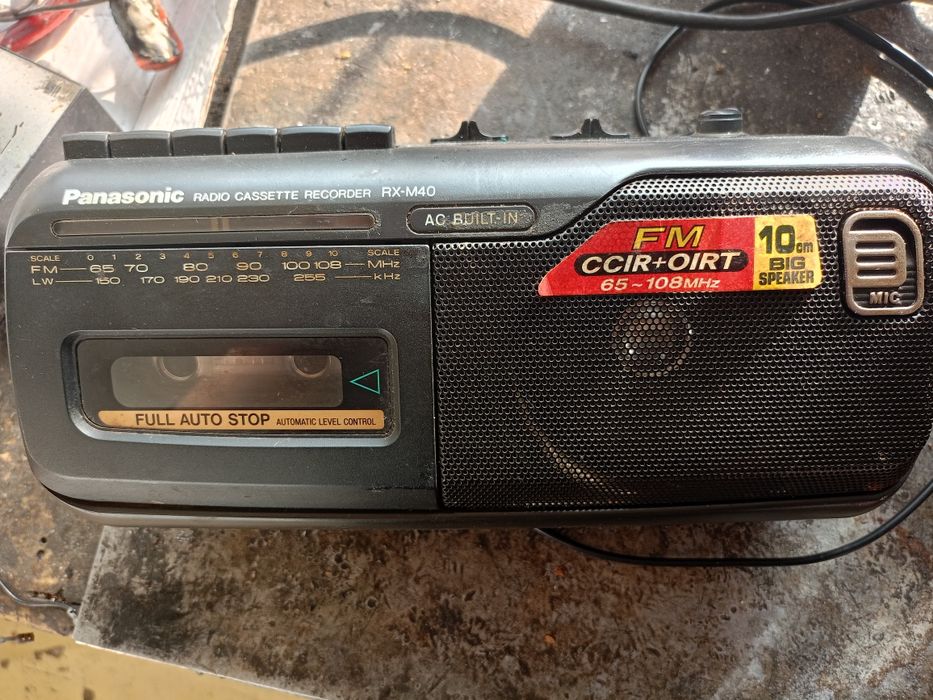 Panasonic RADIO CASSETTE RECORDER RX-M40
AC BUILT-IN
SCALE 0 1 2 3 4 5 6 7 8 9 10 SCALE
FM 65 70 80 90 100 108 MHz
LW 150 170 190 210 230 255 kHz
FULL AUTO STOP AUTOMATIC LEVEL CONTROL
FM
CCIR+OIRT
65~108MHz
10cm
BIG
SPEAKER
MIC